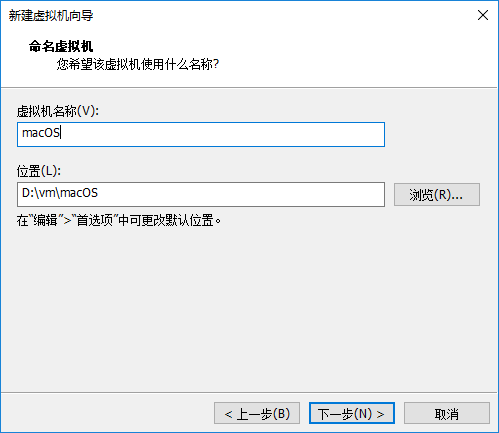 新建虚拟机向导
命名虚拟机
您希望该虚拟机使用什么名称?
虚拟机名称(V):
macOS
位置(L):
D:\vm\macOS
浏览(R)...
在“编辑”>“首选项”中可更改默认位置。
< 上一步(B)
下一步(N) >
取消